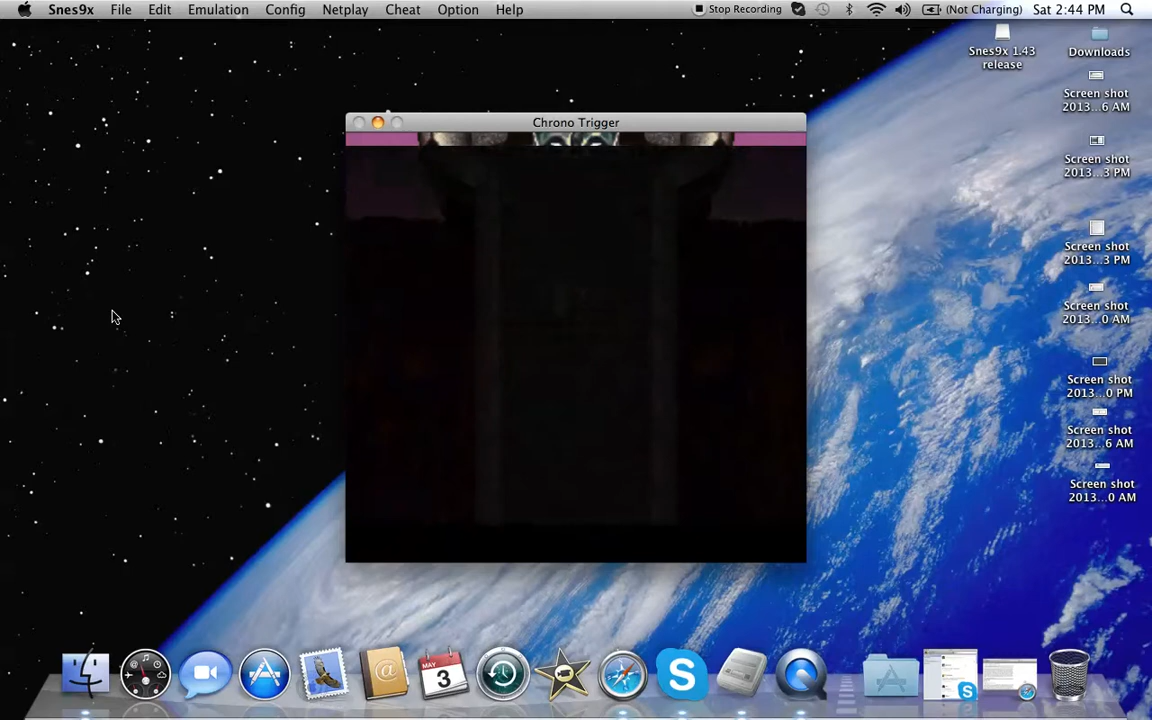 Snes9x File Edit Emulation Config Netplay Cheat Option Help Stop Recording (Not Charging) Sat 2:44 PM
Snes9x 1.43
release
Downloads
Screen shot
2013...6 AM
Chrono Trigger
Screen shot
2013...3 PM
Screen shot
2013...3 PM
Screen shot
2013...0 AM
Screen shot
2013...0 PM
Screen shot
2013...6 AM
Screen shot
2013...0 AM
MAY
3